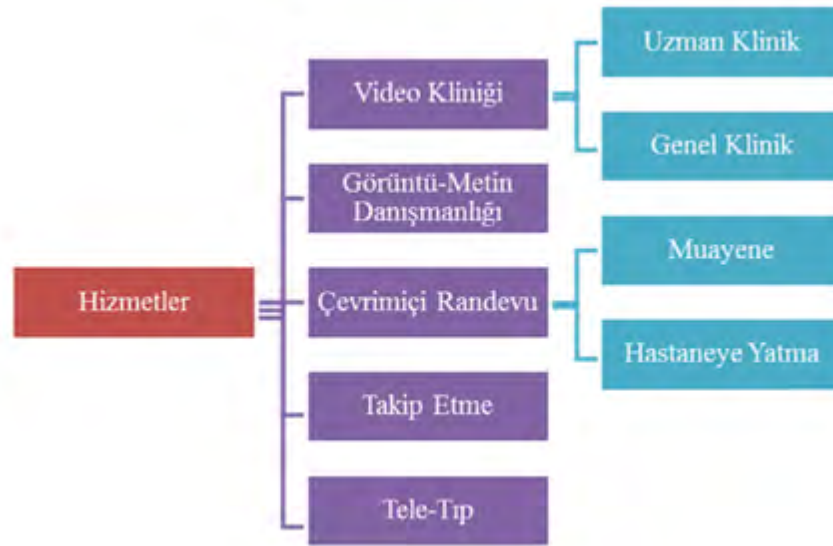 Hizmetler
Video Kliniği
Uzman Klinik
Genel Klinik
Görüntü-Metin
Danışmanlığı
Çevrimiçi Randevu
Muayene
Hastaneye Yatma
Takip Etme
Tele-Tıp